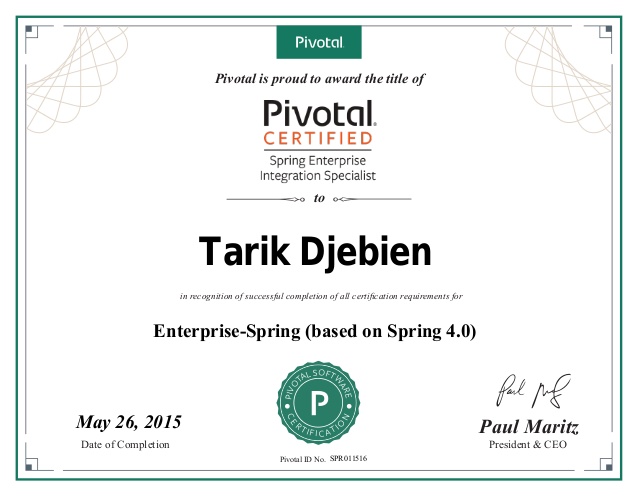 Pivotal.
Pivotal is proud to award the title of
Pivotal.
CERTIFIED
Spring Enterprise
Integration Specialist
to
Tarik Djebien
in recognition of successful completion of all certification requirements for
Enterprise-Spring (based on Spring 4.0)
PIVOTAL SOFTWARE
P
CERTIFICATION
May 26, 2015
Date of Completion
Paul Maritz
President & CEO
Pivotal ID No. SPR011516